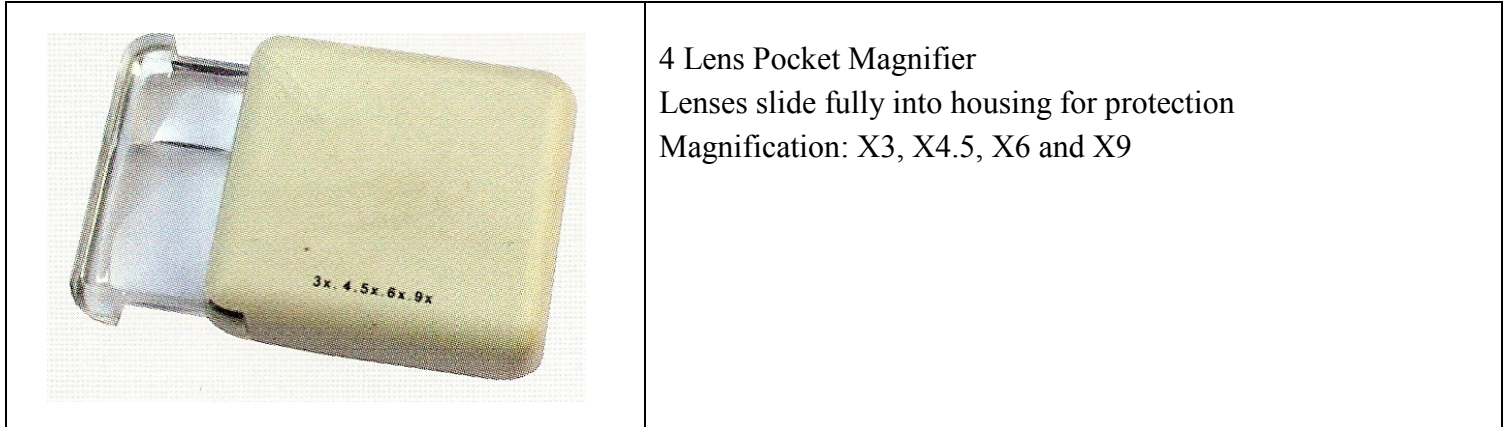 4 Lens Pocket Magnifier
Lenses slide fully into housing for protection
Magnification: X3, X4.5, X6 and X9
3x. 4.5x. 6x. 9x